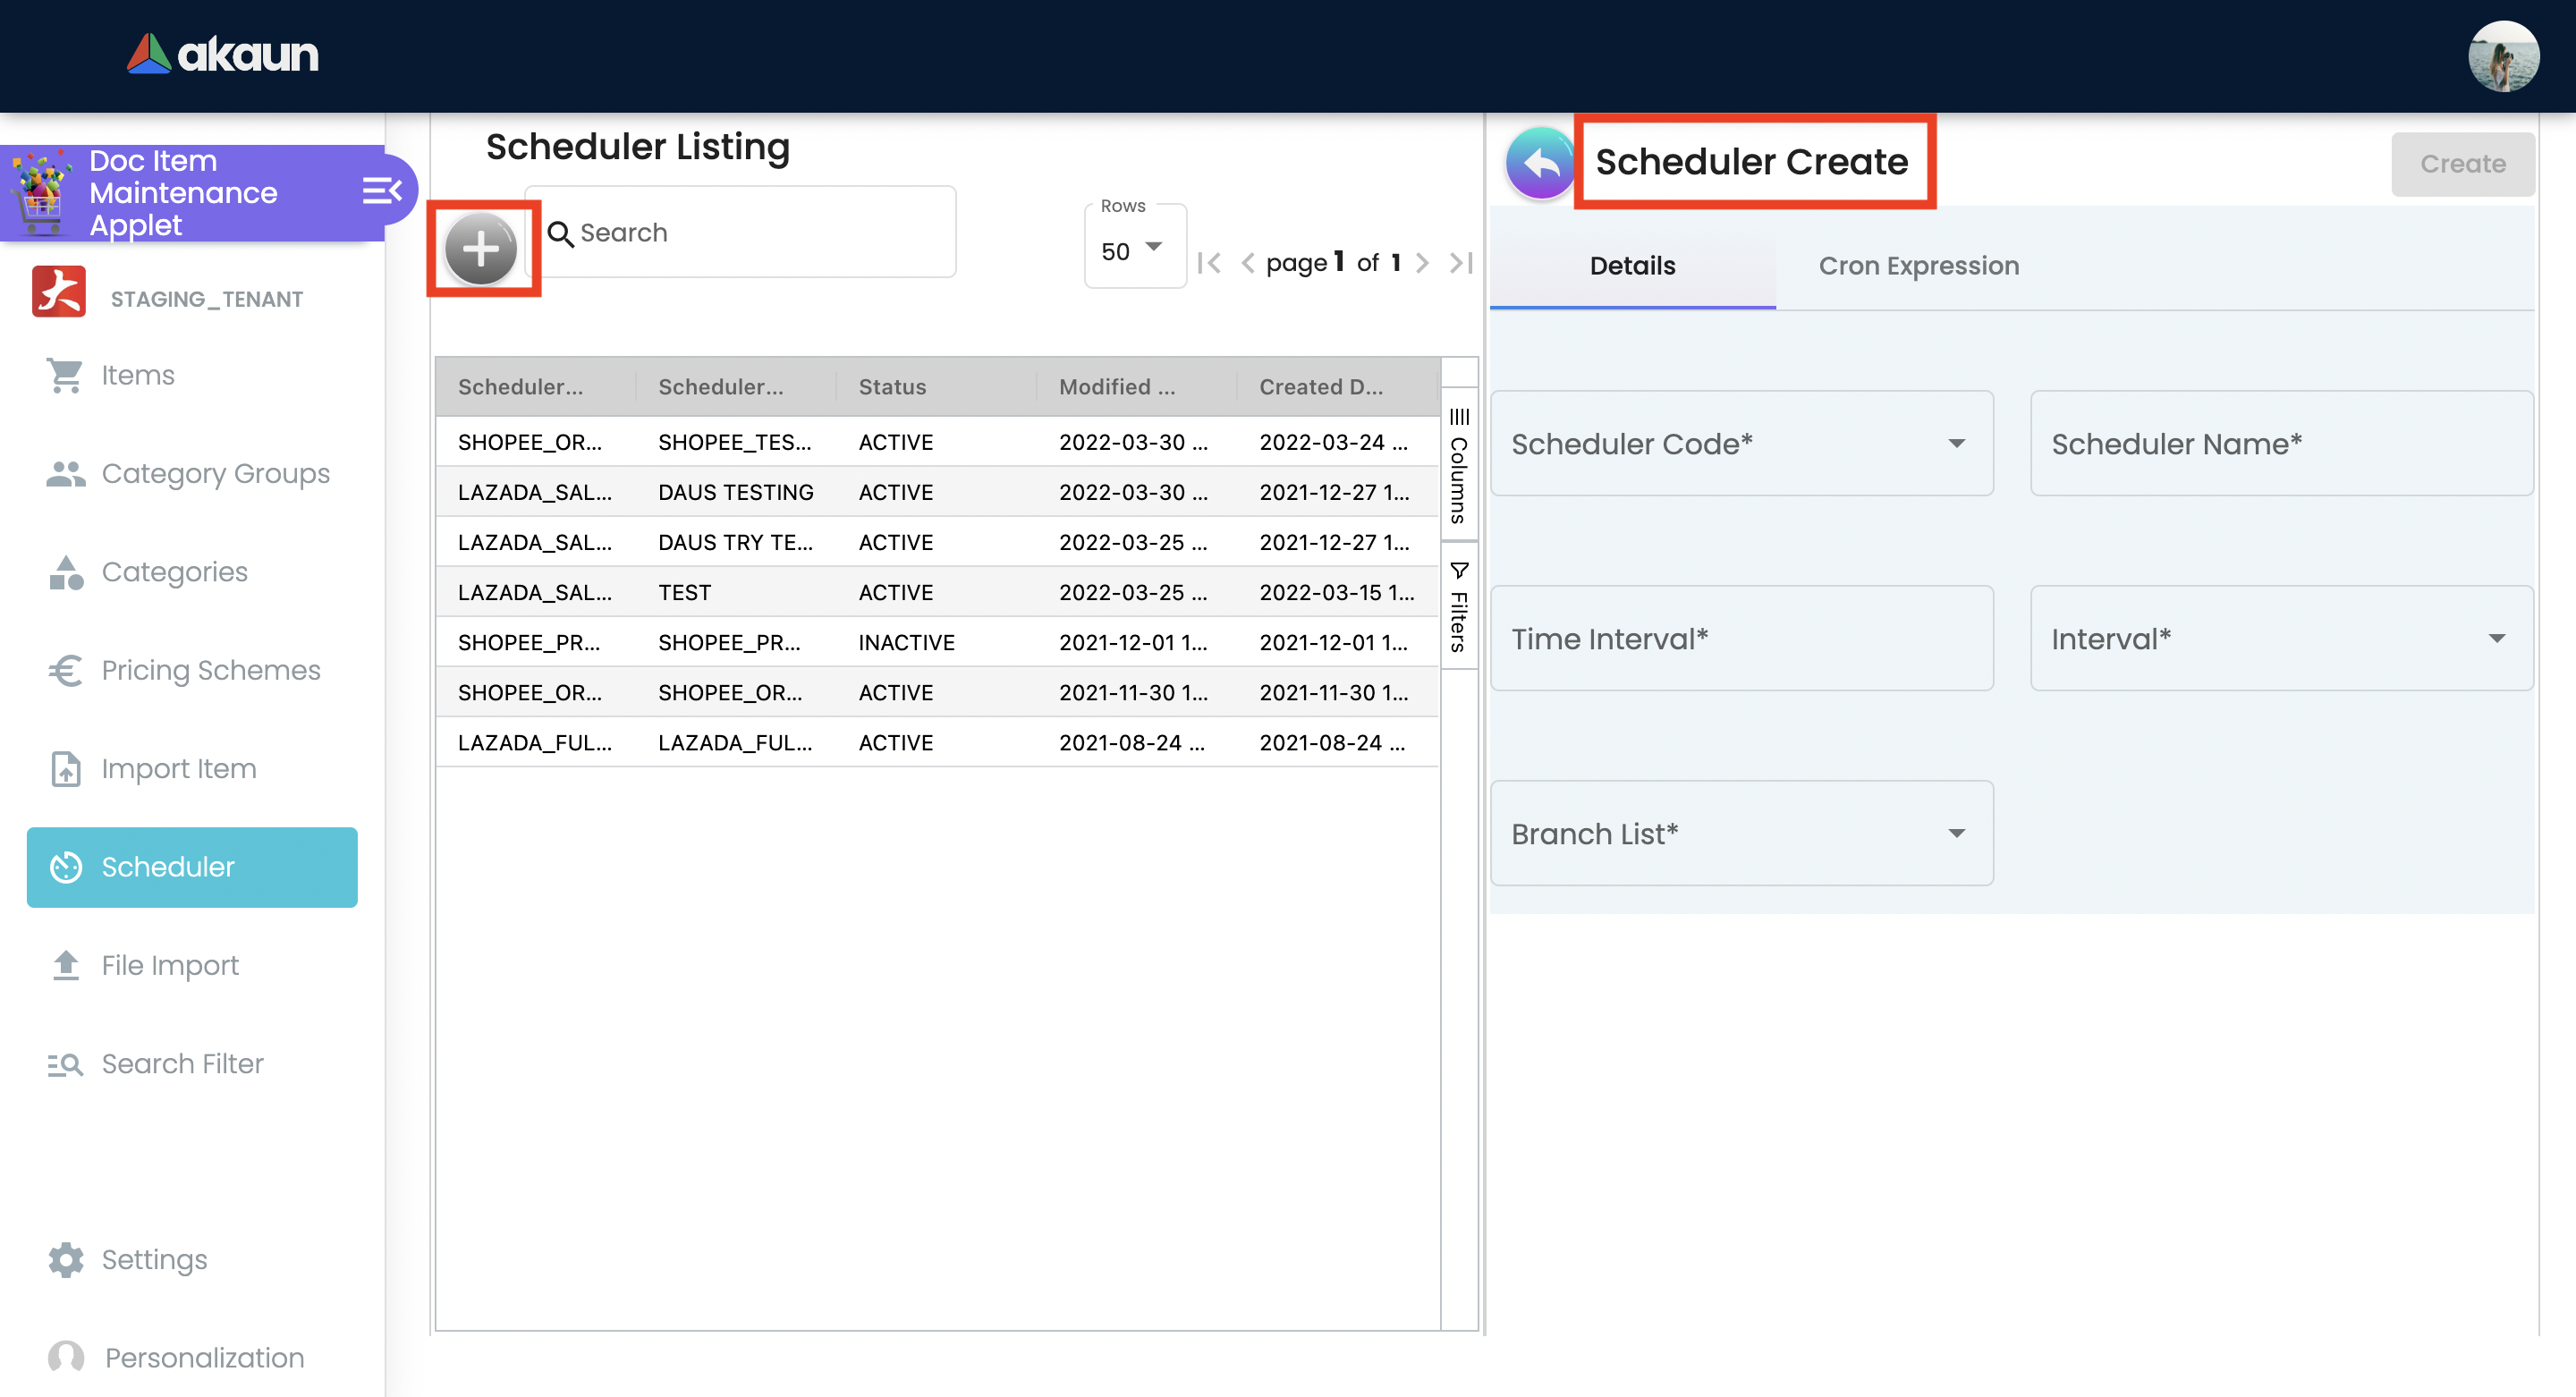 akaun
Doc Item
Maintenance
Applet
STAGING_TENANT
Items
Category Groups
Categories
Pricing Schemes
Import Item
Scheduler
File Import
Search Filter
Settings
Personalization
Scheduler Listing
Search
Rows
50
page 1 of 1
Scheduler... Scheduler... Status Modified ... Created D...
SHOPEE_OR... SHOPEE_TES... ACTIVE 2022-03-30 ... 2022-03-24 ...
LAZADA_SAL... DAUS TESTING ACTIVE 2022-03-30 ... 2021-12-27 1...
LAZADA_SAL... DAUS TRY TE... ACTIVE 2022-03-25 ... 2021-12-27 1...
LAZADA_SAL... TEST ACTIVE 2022-03-25 ... 2022-03-15 1...
SHOPEE_PR... SHOPEE_PR... INACTIVE 2021-12-01 1... 2021-12-01 1...
SHOPEE_OR... SHOPEE_OR... ACTIVE 2021-11-30 1... 2021-11-30 1...
LAZADA_FUL... LAZADA_FUL... ACTIVE 2021-08-24 ... 2021-08-24 ...
Columns
Filters
Scheduler Create
Create
Details Cron Expression
Scheduler Code* Scheduler Name*
Time Interval* Interval*
Branch List*